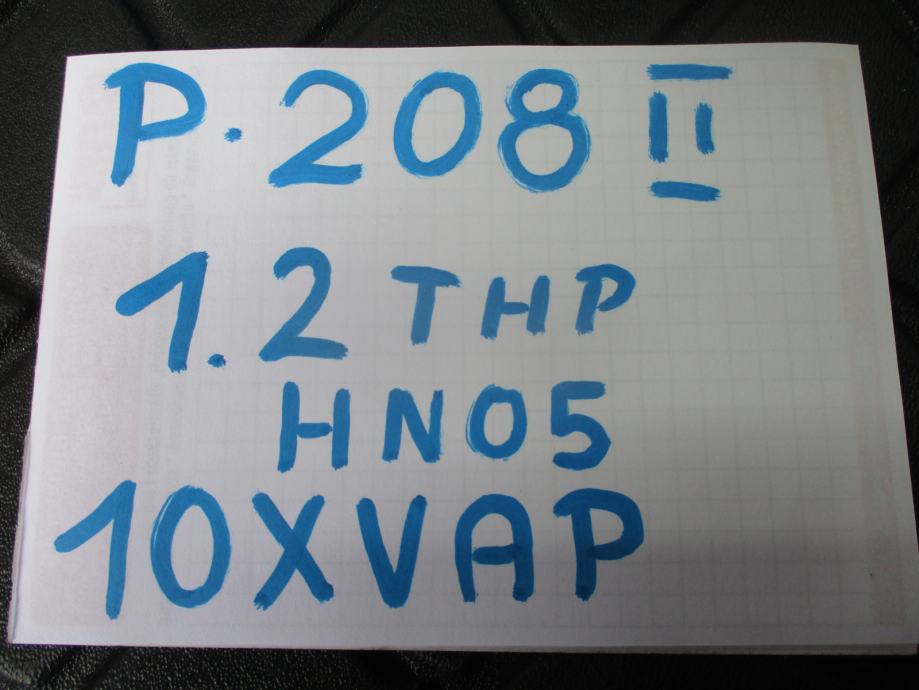 P.208 II
1.2 THP
HN05
10XVAP